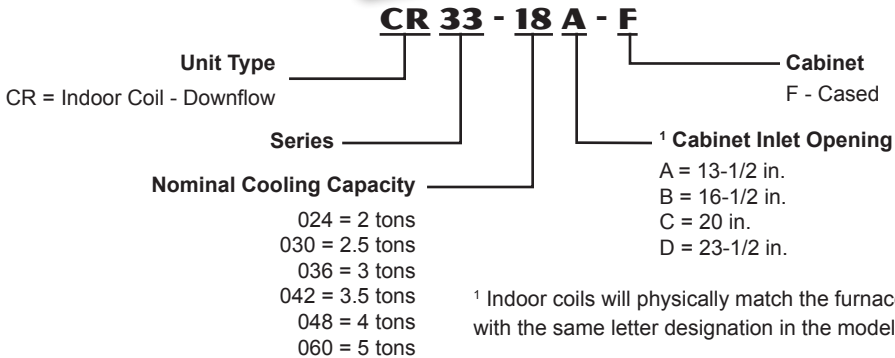 CR 33 - 18 A - F
Unit Type
CR = Indoor Coil - Downflow
Series
Nominal Cooling Capacity
024 = 2 tons
030 = 2.5 tons
036 = 3 tons
042 = 3.5 tons
048 = 4 tons
060 = 5 tons
Cabinet
F - Cased
1 Cabinet Inlet Opening
A = 13-1/2 in.
B = 16-1/2 in.
C = 20 in.
D = 23-1/2 in.
1 Indoor coils will physically match the furnac
with the same letter designation in the model